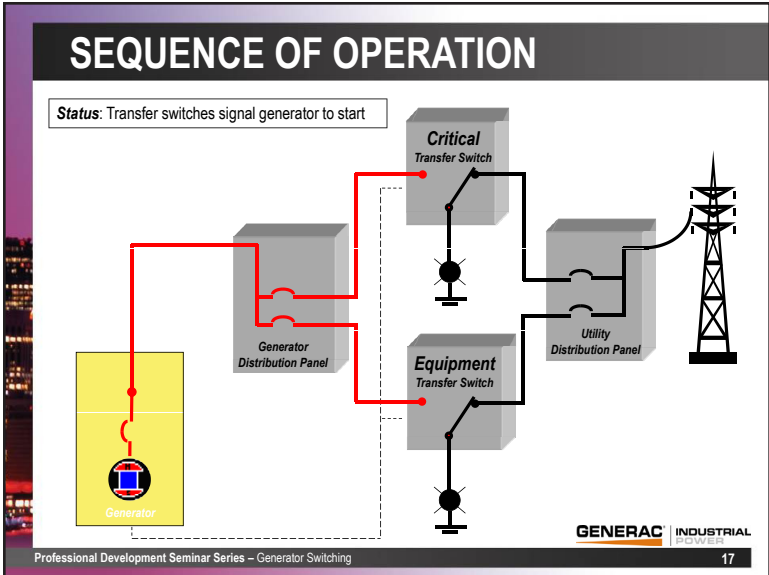 SEQUENCE OF OPERATION
Status: Transfer switches signal generator to start
Critical
Transfer Switch
Generator
Distribution Panel
Utility
Distribution Panel
Equipment
Transfer Switch
Generator
GENERAC INDUSTRIAL
POWER
Professional Development Seminar Series – Generator Switching
17